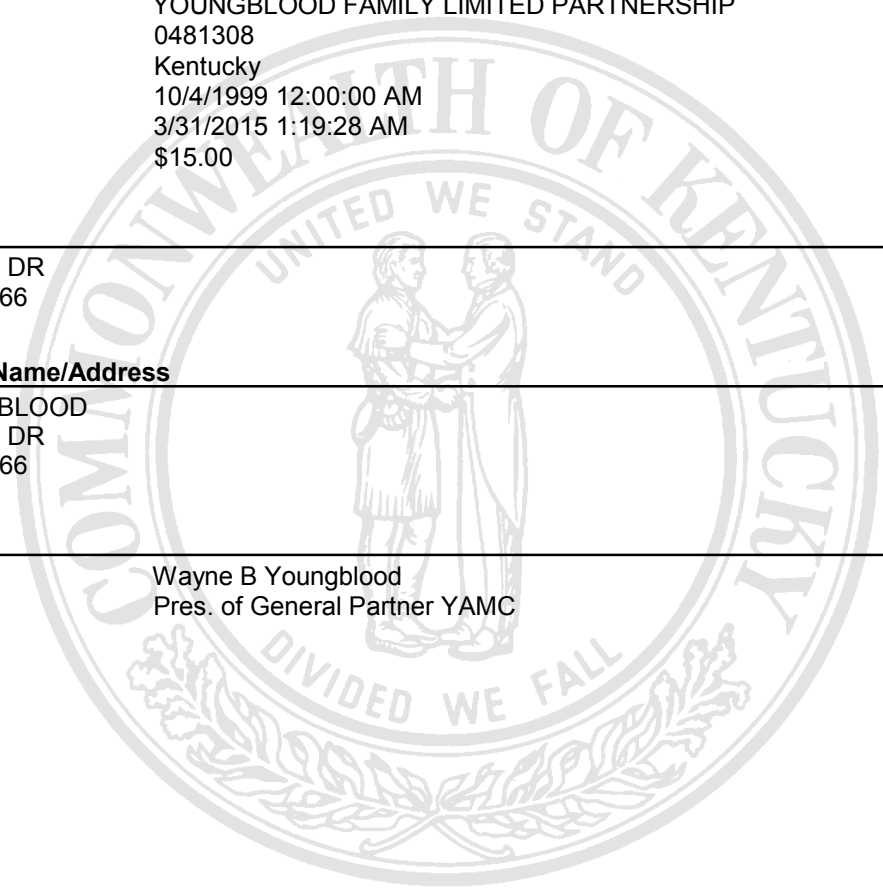 YOUNGBLOOD FAMILY LIMITED PARTNERSHIP
0481308
Kentucky
10/4/1999 12:00:00 AM
3/31/2015 1:19:28 AM
$15.00
COMMONWEALTH OF KENTUCKY
UNITED WE STAND
DR
66
Name/Address
BLOOD
DR
66
Wayne B Youngblood
Pres. of General Partner YAMC
DIVIDED WE FALL